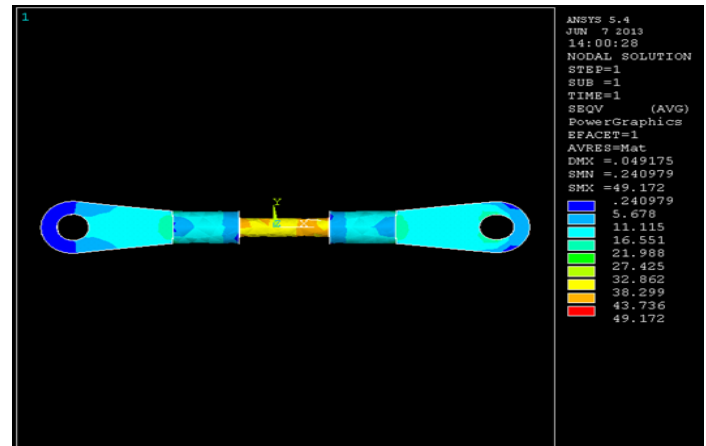 1
ANSYS 5.4
JUN 7 2013
14:00:28
NODAL SOLUTION
STEP=1
SUB =1
TIME=1
SEQV (AVG)
PowerGraphics
EFACET=1
AVRES=Mat
DMX =.049175
SMN =.240979
SMX =49.172
.240979
5.678
11.115
16.551
21.988
27.425
32.862
38.299
43.736
49.172
Y